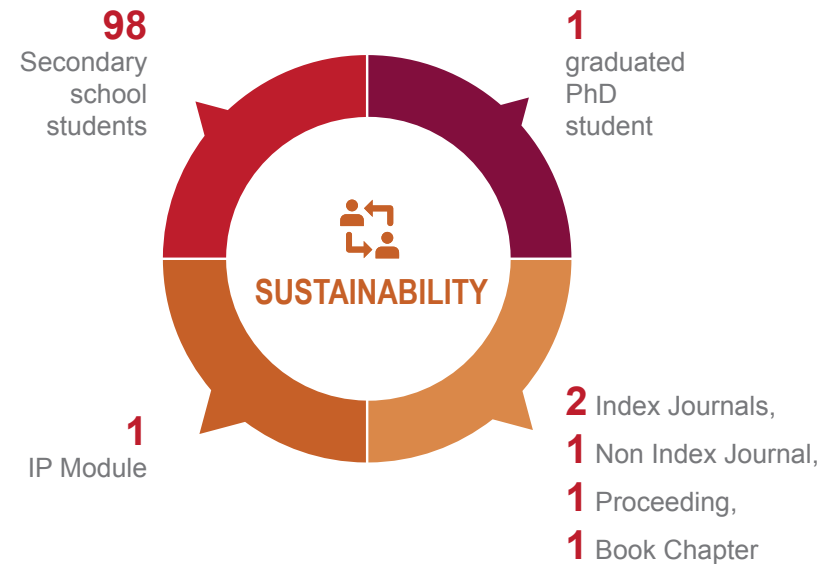 98
Secondary
school
students
1
graduated
PhD
student
SUSTAINABILITY
1
IP Module
2 Index Journals,
1 Non Index Journal,
1 Proceeding,
1 Book Chapter